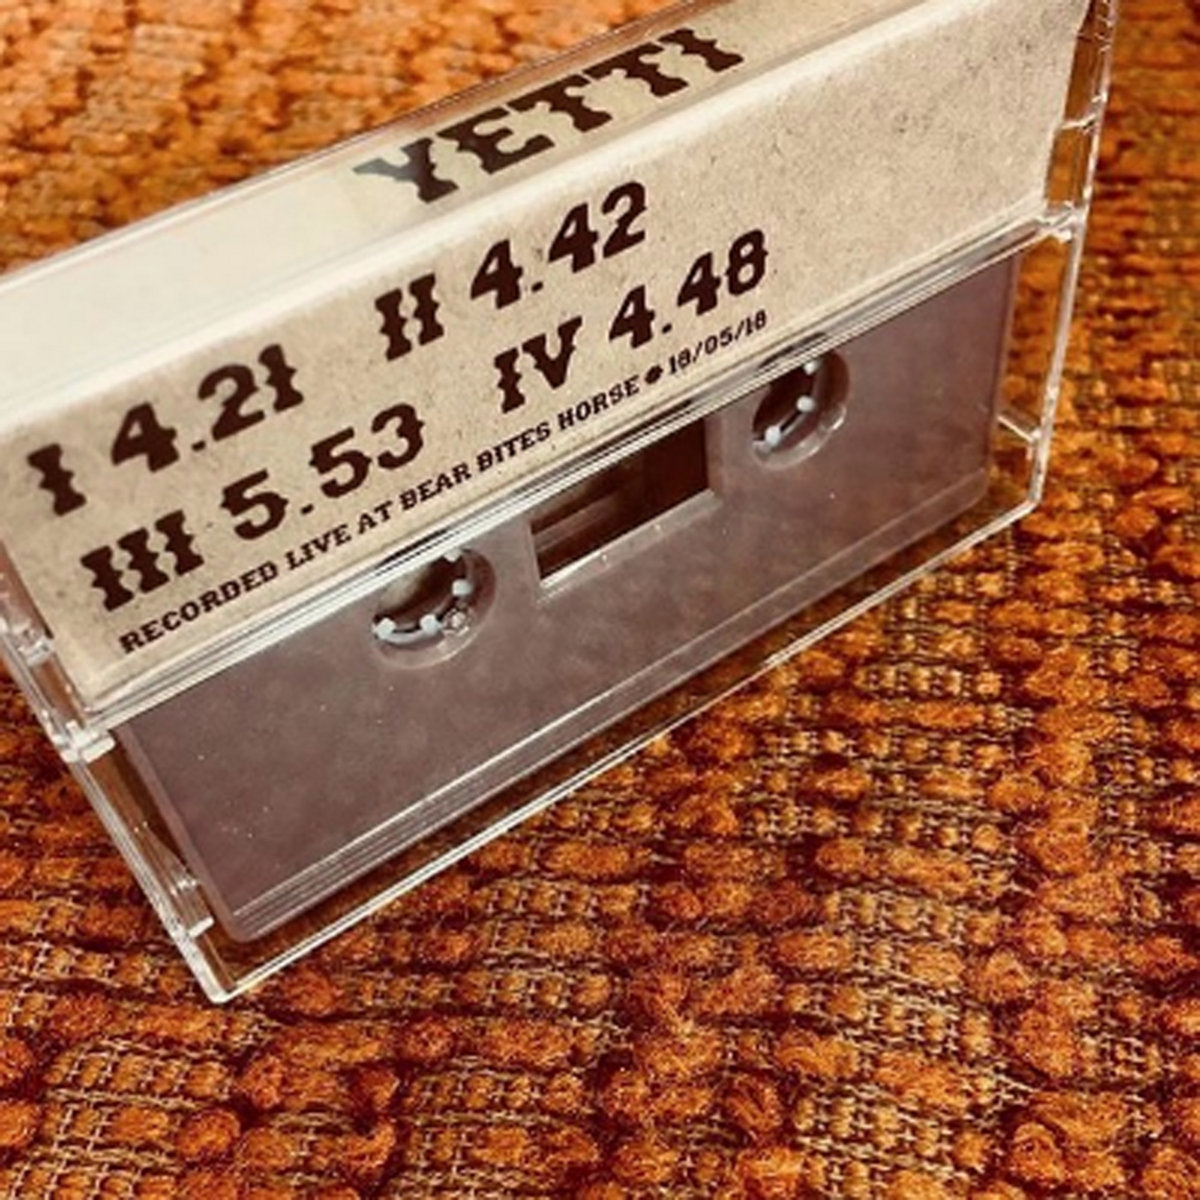 YETTI
I 4.21 II 4.42
III 5.53 IV 4.48
RECORDED LIVE AT BEAR BITES HORSE # 18/05/18